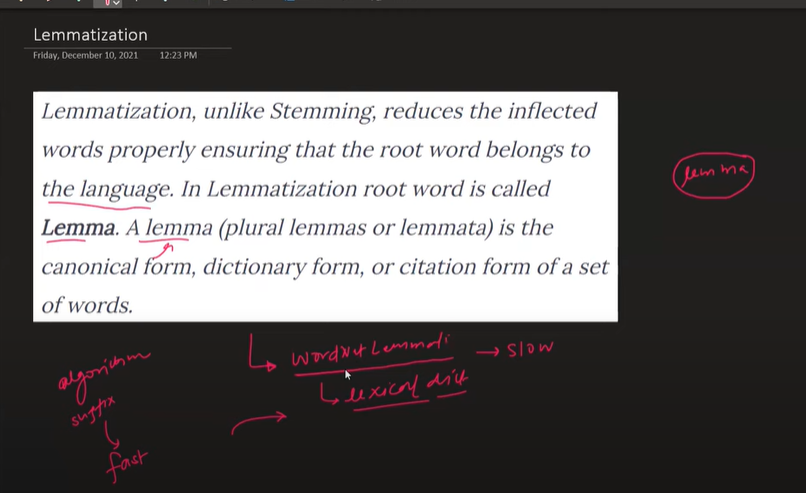 Lemmatization
Friday, December 10, 2021 12:23 PM
Lemmatization, unlike Stemming, reduces the inflected
words properly ensuring that the root word belongs to
the language. In Lemmatization root word is called
Lemma. A lemma (plural lemmas or lemmata) is the
canonical form, dictionary form, or citation form of a set
of words.
lemma
WordNet Lemmati → slow
lexical dict
algorithm
suffix
fast